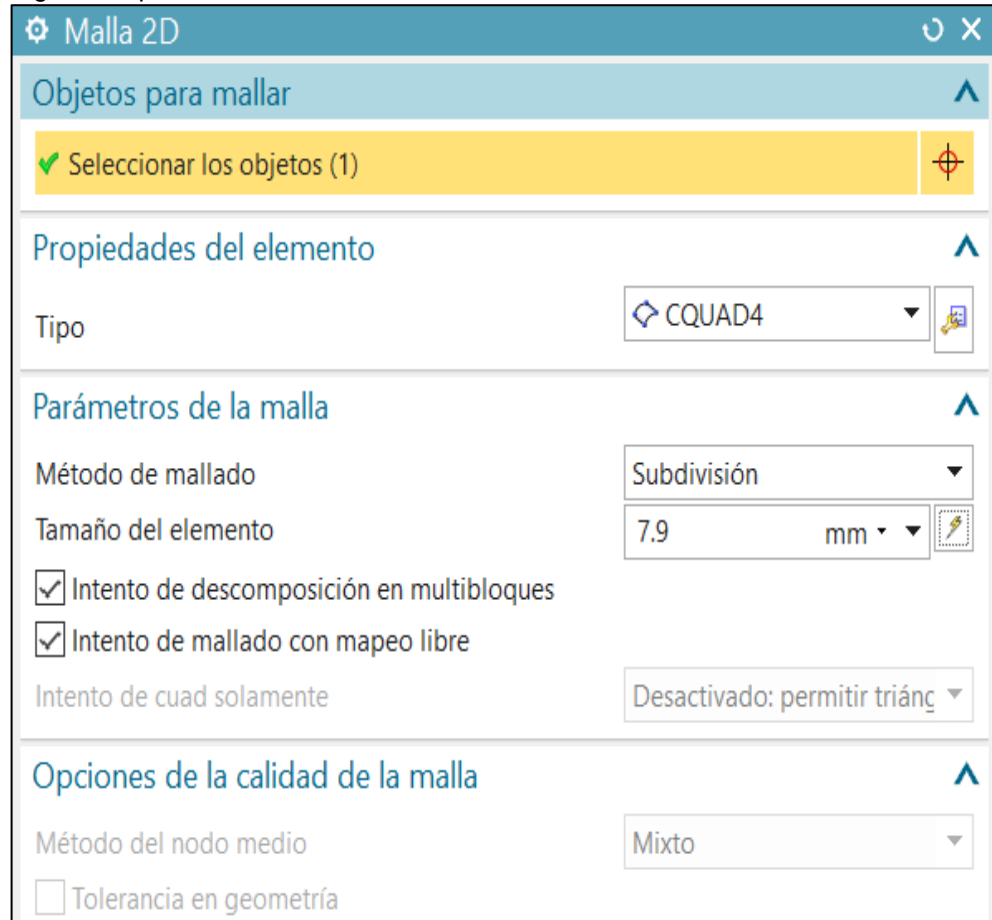 Malla 2D
Objetos para mallar
Seleccionar los objetos (1)
Propiedades del elemento
Tipo CQUAD4
Parámetros de la malla
Método de mallado Subdivisión
Tamaño del elemento 7.9 mm
Intento de descomposición en multibloques
Intento de mallado con mapeo libre
Intento de cuad solamente Desactivado: permitir triáng
Opciones de la calidad de la malla
Método del nodo medio Mixto
Tolerancia en geometría